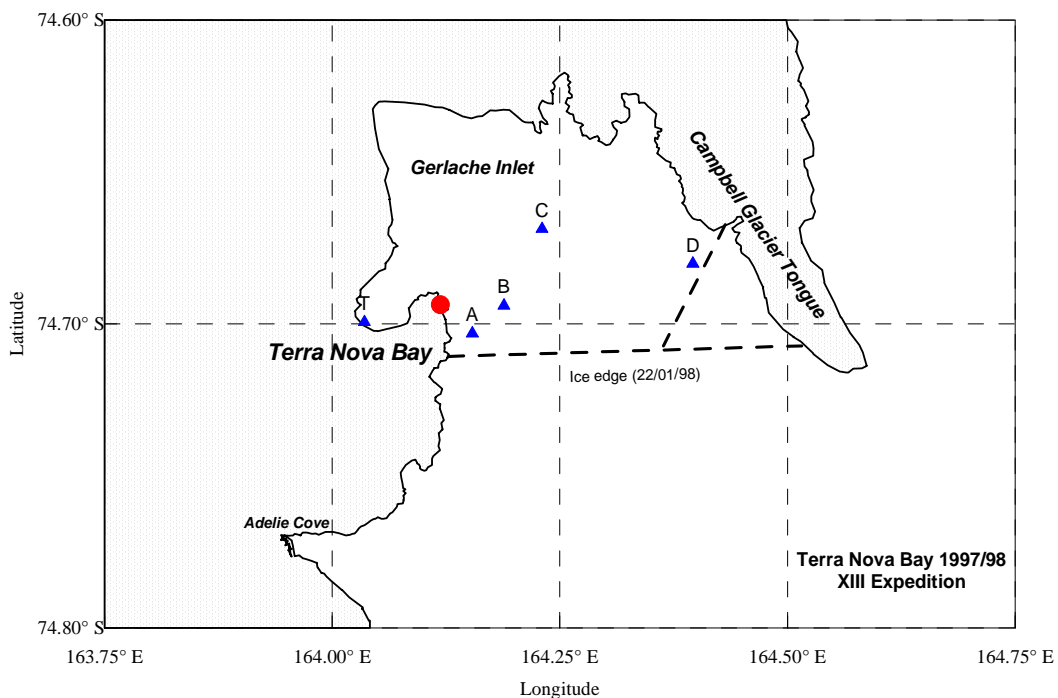 74.60° S
Campbell Glacier Tongue
Gerlache Inlet
C
D
B
T
A
74.70° S
Latitude
Terra Nova Bay
Ice edge (22/01/98)
Adelie Cove
Terra Nova Bay 1997/98
XIII Expedition
74.80° S
163.75° E
164.00° E
164.25° E
164.50° E
164.75° E
Longitude